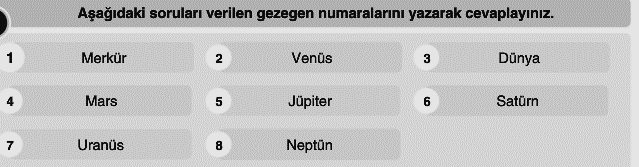 Aşağıdaki soruları verilen gezegen numaralarını yazarak cevaplayınız.
1 Merkür 2 Venüs 3 Dünya
4 Mars 5 Jüpiter 6 Satürn
7 Uranüs 8 Neptün